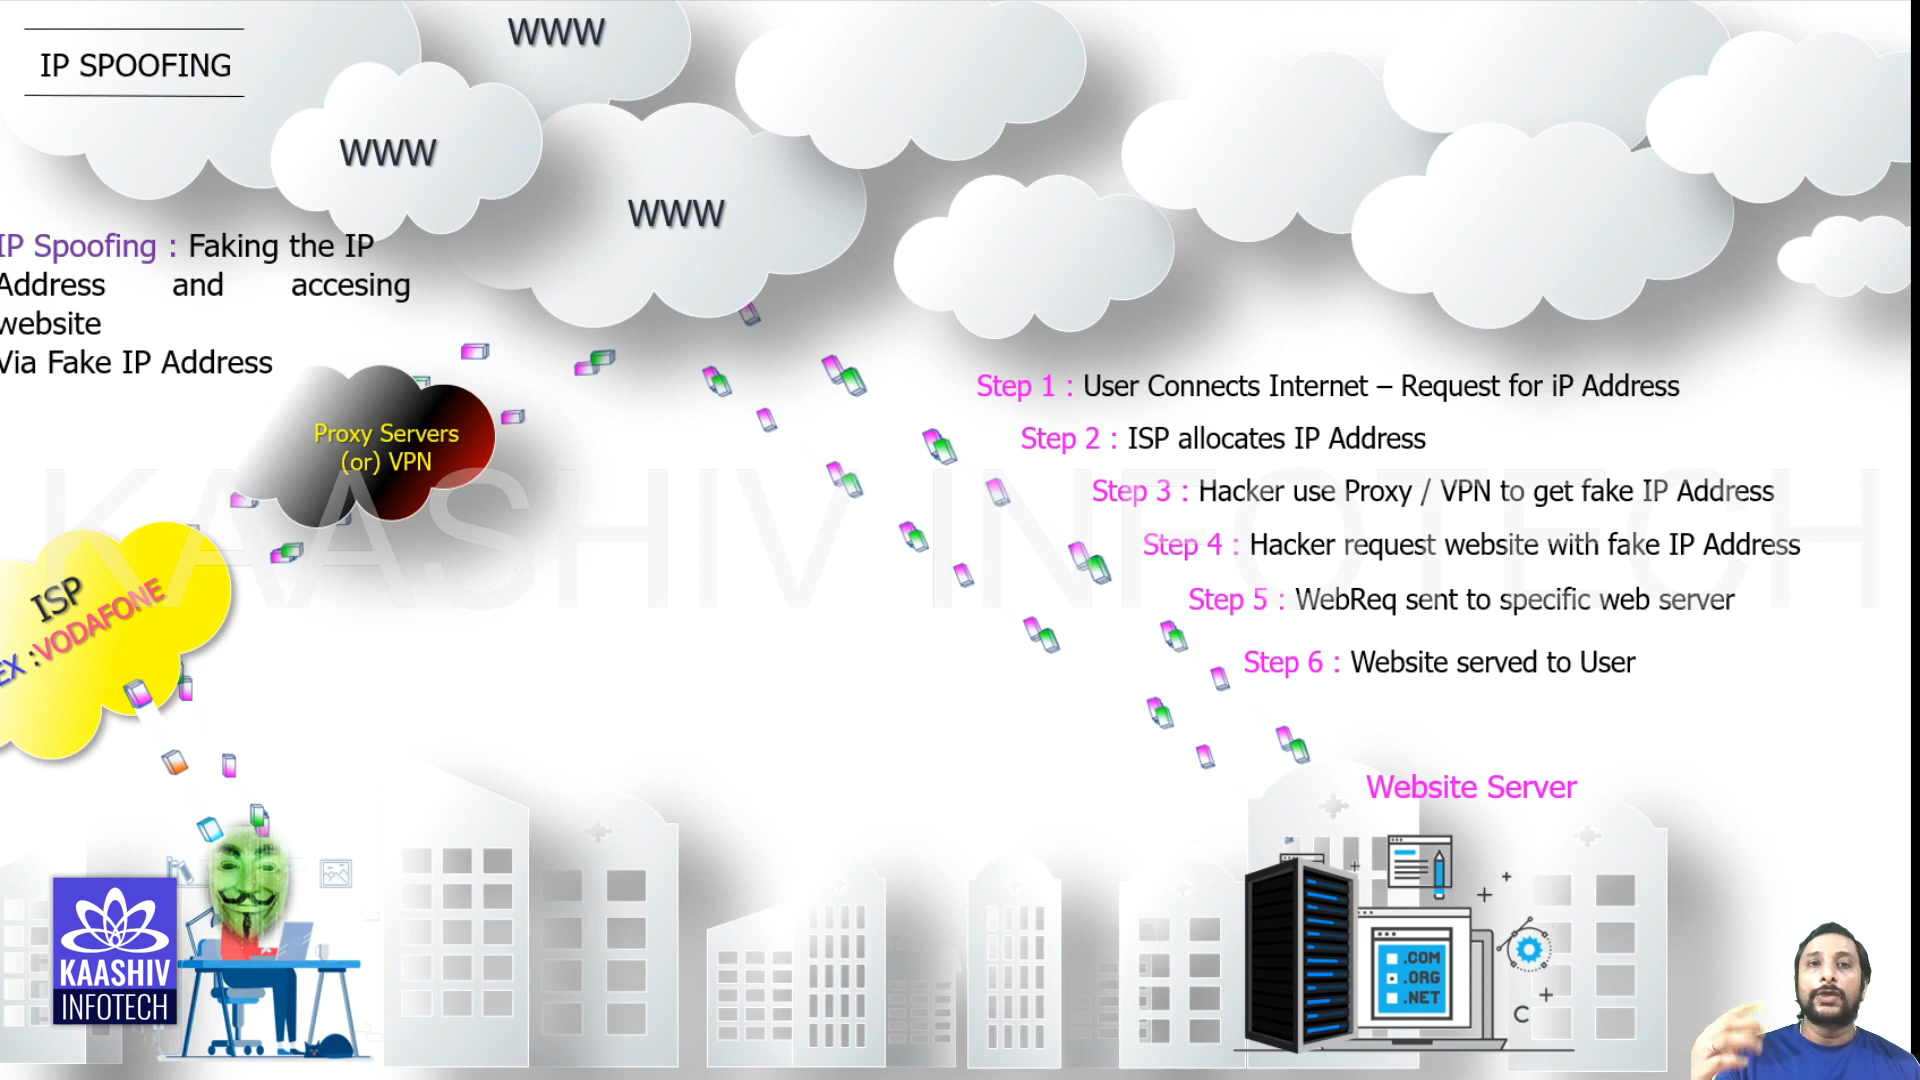 IP SPOOFING
WWW
WWW
WWW
IP Spoofing : Faking the IP
Address and accesing
website
Via Fake IP Address
Proxy Servers
(or) VPN
ISP
EX :VODAFONE
Step 1 : User Connects Internet – Request for iP Address
Step 2 : ISP allocates IP Address
Step 3 : Hacker use Proxy / VPN to get fake IP Address
Step 4 : Hacker request website with fake IP Address
Step 5 : WebReq sent to specific web server
Step 6 : Website served to User
KAASHIV INFOTECH
Website Server
.COM
.ORG
.NET
KAASHIV
INFOTECH